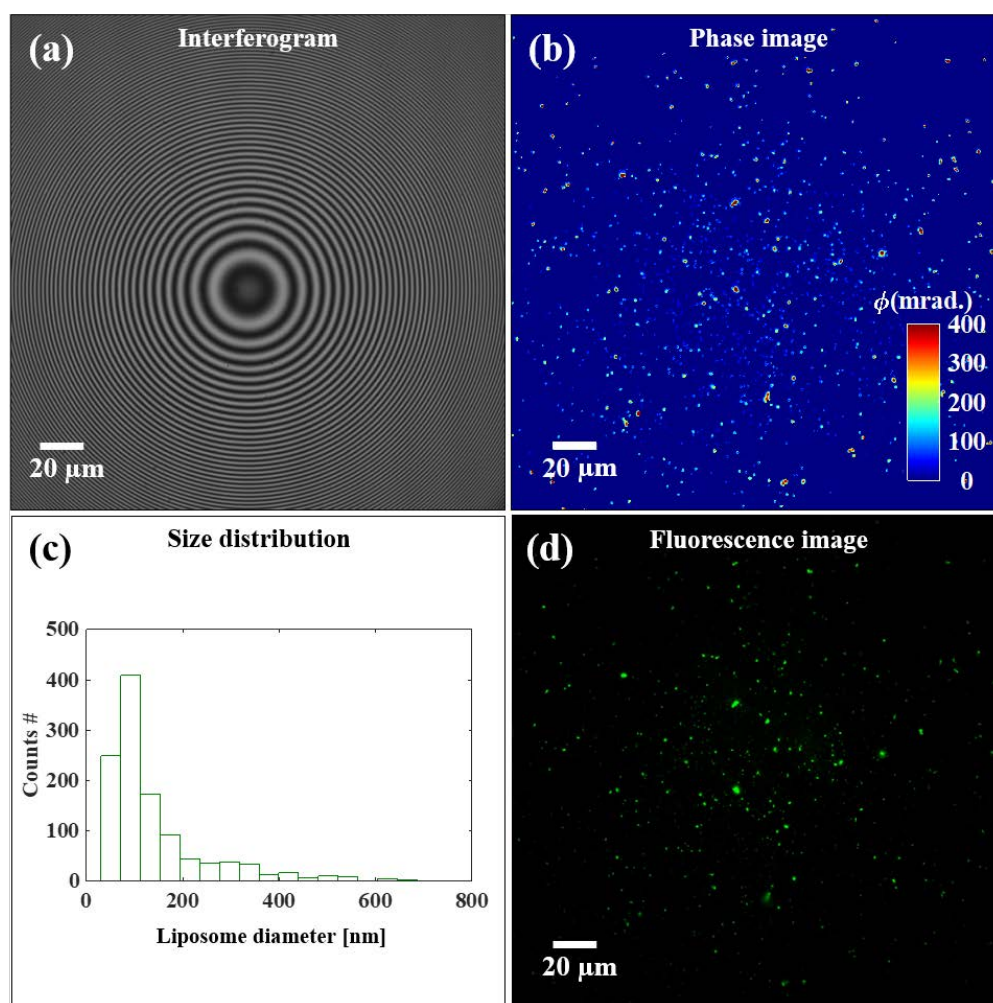 (a) Interferogram
20 µm
(b) Phase image
ϕ(mrad.)
400
300
200
100
0
20 µm
(c) Size distribution
500
400
300
200
100
0
Counts #
0 200 400 600 800
Liposome diameter [nm]
(d) Fluorescence image
20 µm